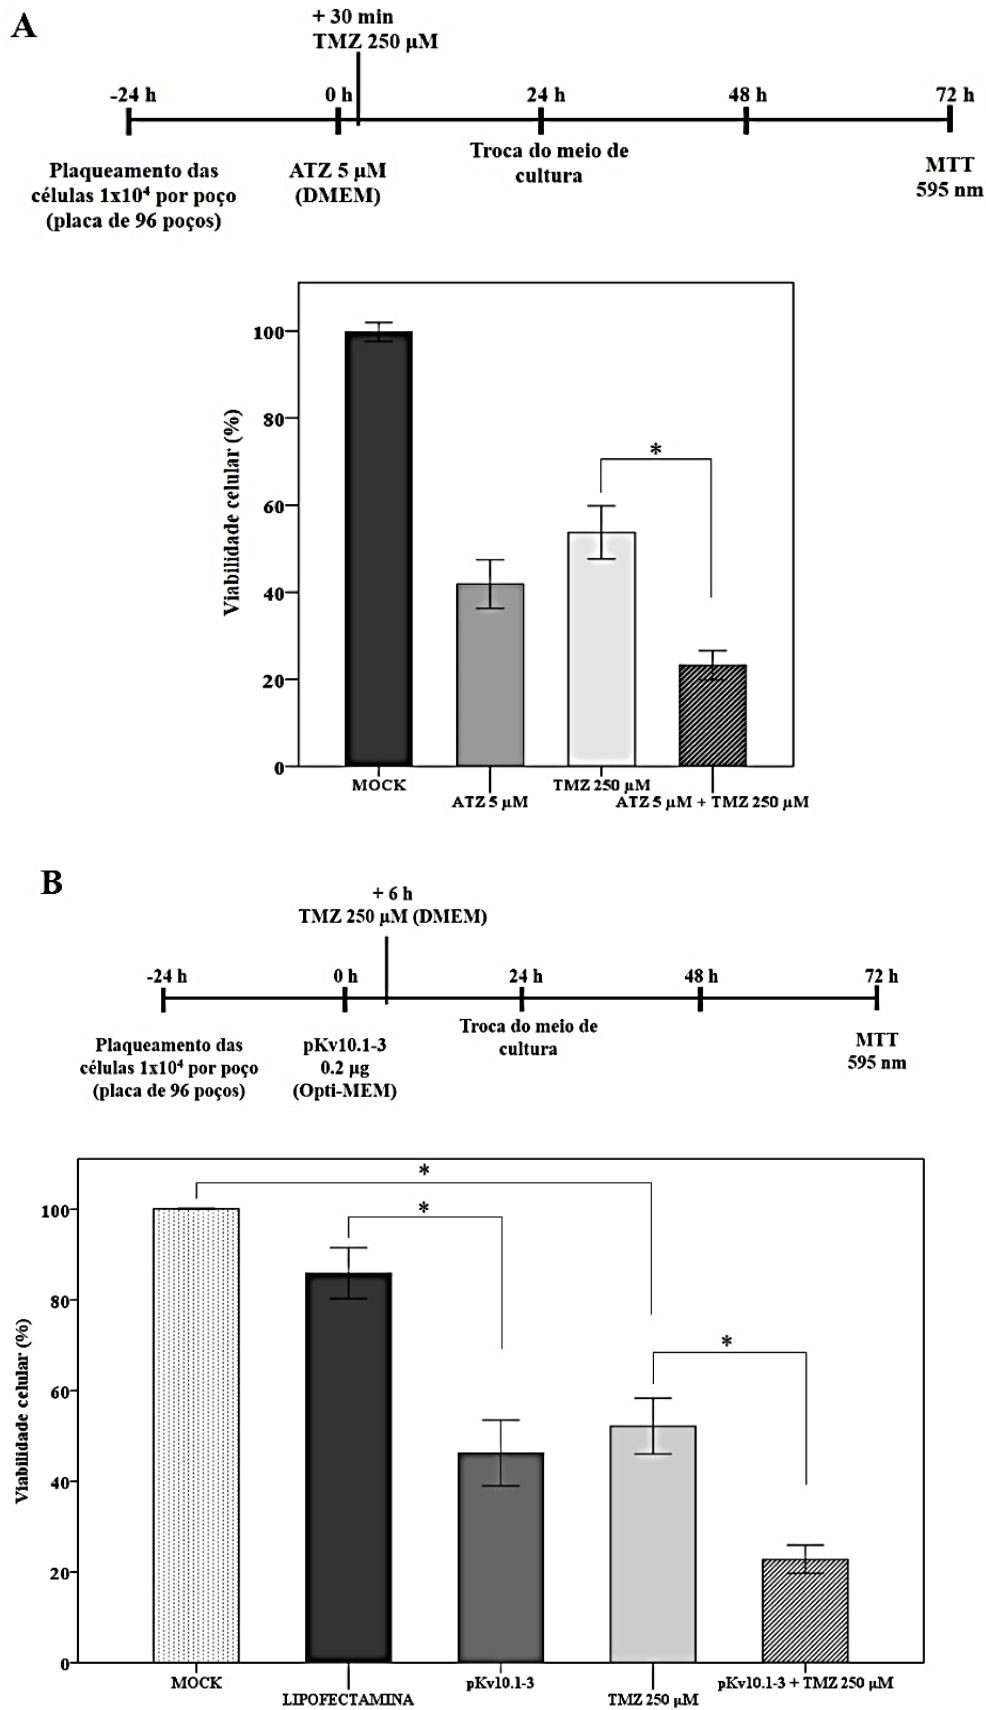 A
+ 30 min
TMZ 250 µM
-24 h
0 h
24 h
48 h
72 h
Plaqueamento das
células 1x10⁴ por poço
(placa de 96 poços)
ATZ 5 µM
(DMEM)
Troca do meio de
cultura
MTT
595 nm
Viabilidade celular (%)
100
80
60
40
20
0
*
MOCK
ATZ 5 µM
TMZ 250 µM
ATZ 5 µM + TMZ 250 µM
B
+ 6 h
TMZ 250 µM (DMEM)
-24 h
0 h
24 h
48 h
72 h
Plaqueamento das
células 1x10⁴ por poço
(placa de 96 poços)
pKv10.1-3
0.2 µg
(Opti-MEM)
Troca do meio de
cultura
MTT
595 nm
Viabilidade celular (%)
100
80
60
40
20
0
*
*
*
MOCK
LIPOFECTAMINA
pKv10.1-3
TMZ 250 µM
pKv10.1-3 + TMZ 250 µM